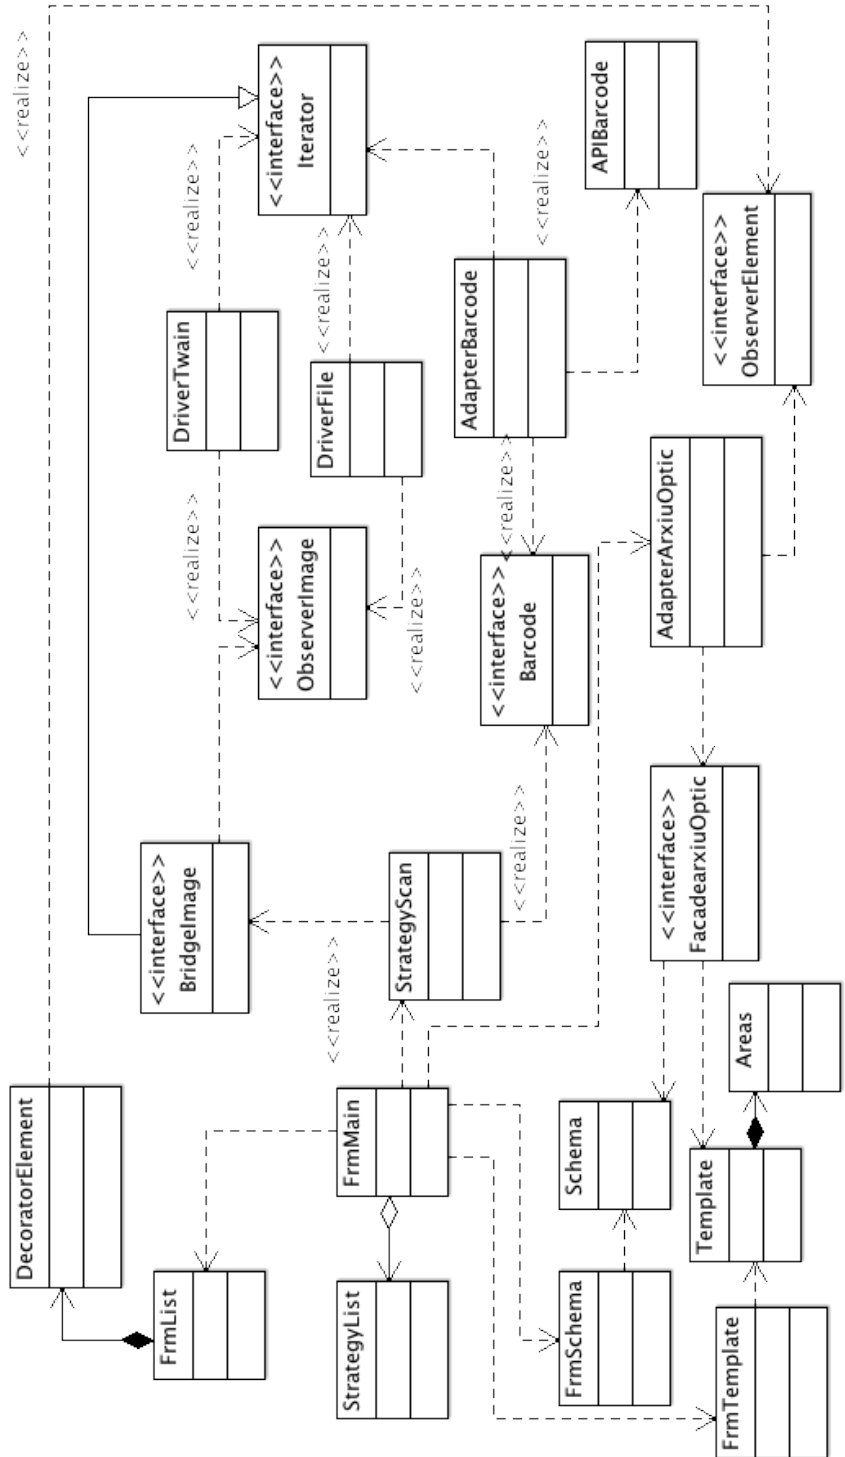 DecoratorElement
<<realize>>
<<interface>>
BridgeImage
FrmList
DriverTwain
<<realize>>
<<realize>>
<<interface>>
ObserverImage
<<interface>>
Iterator
DriverFile
<<realize>>
<<realize>>
StrategyList
FrmMain
StrategyScan
<<realize>>
AdapterBarcode
<<interface>>
Barcode
<<realize>>
<<realize>>
<<realize>>
FrmSchema
Schema
APIBarcode
<<interface>>
FacadearxiuOptic
AdapterArxiuOptic
Template
<<interface>>
ObserverElement
FrmTemplate
Areas